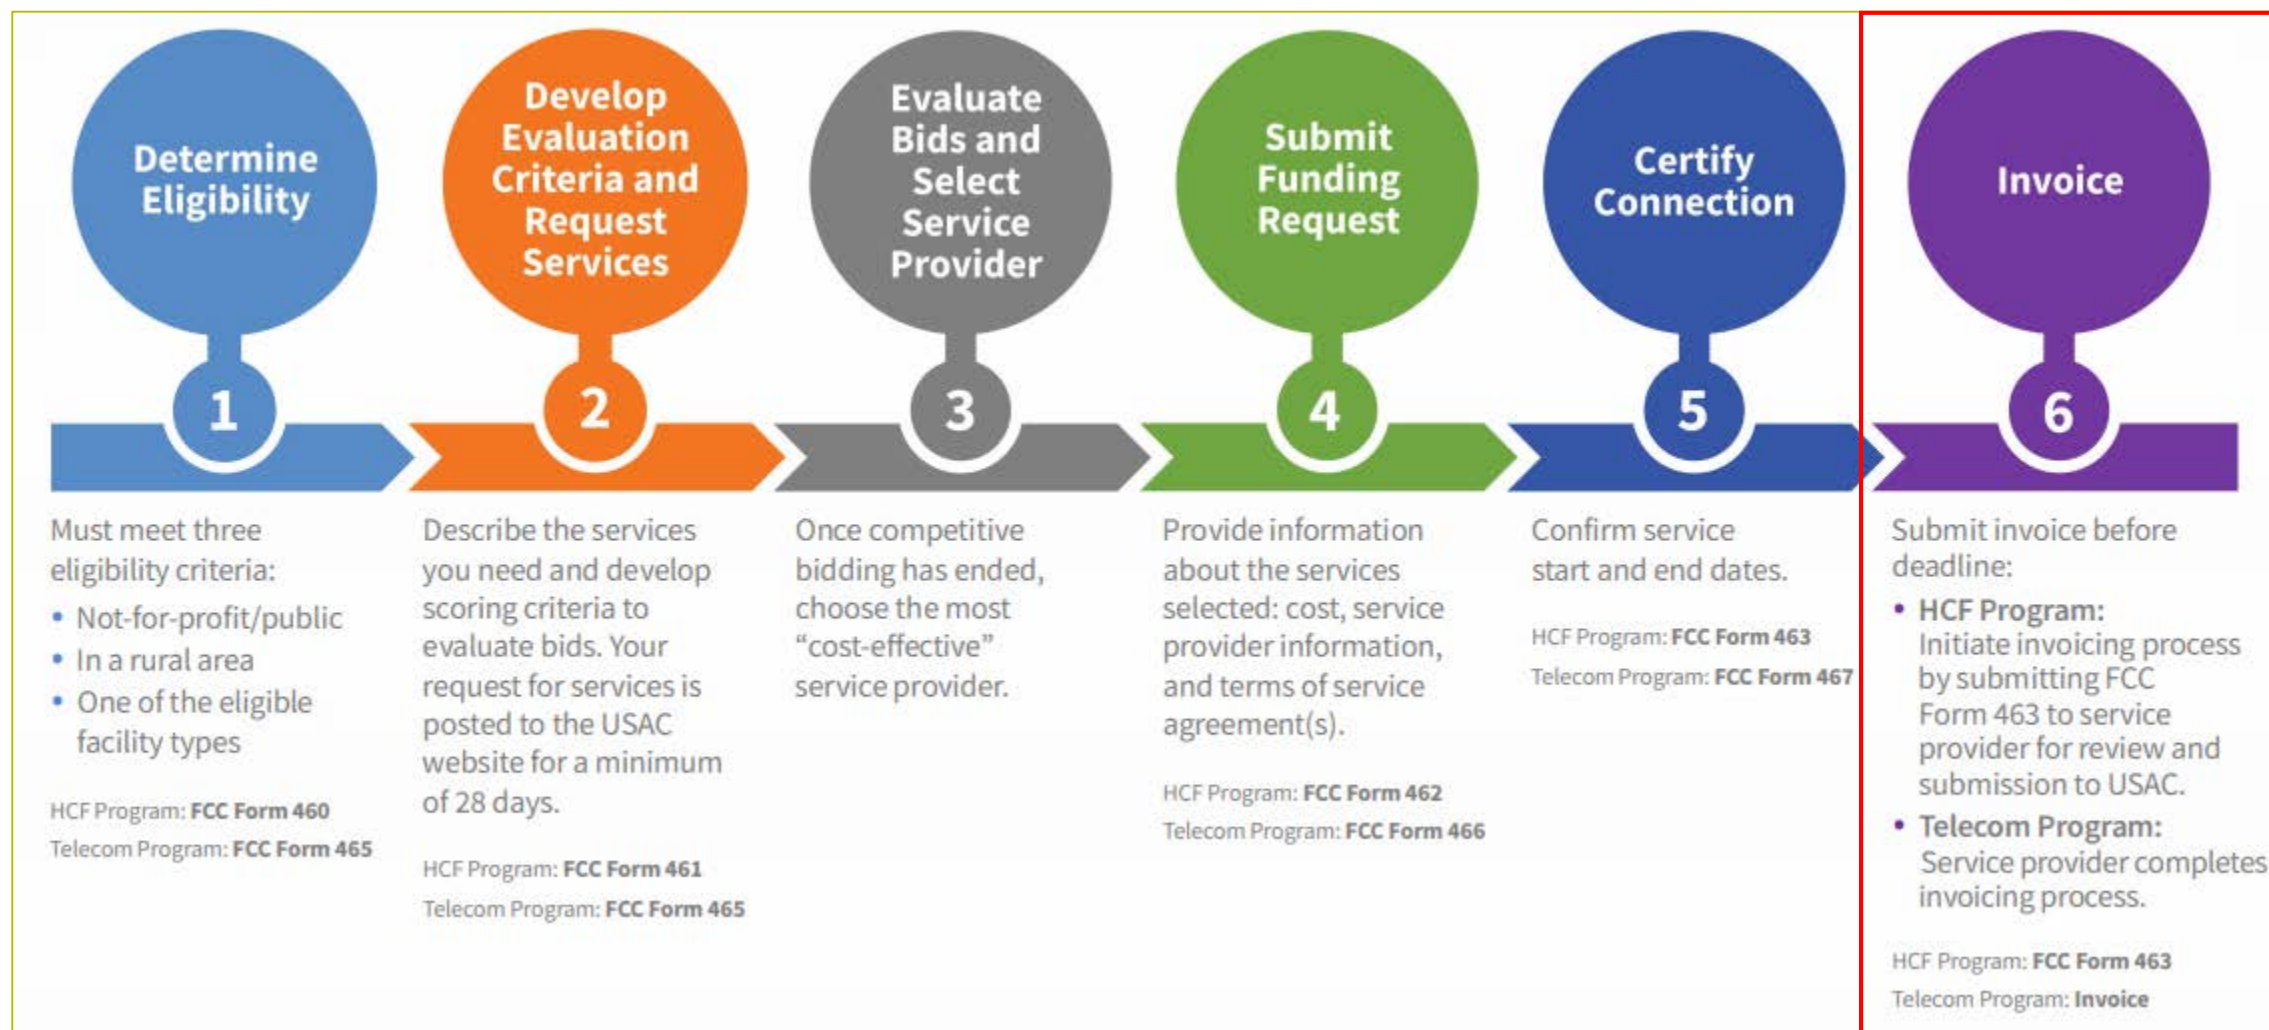 Determine
Eligibility
1
Must meet three
eligibility criteria:
• Not-for-profit/public
• In a rural area
• One of the eligible
facility types
HCF Program: FCC Form 460
Telecom Program: FCC Form 465
Develop
Evaluation
Criteria and
Request
Services
2
Describe the services
you need and develop
scoring criteria to
evaluate bids. Your
request for services is
posted to the USAC
website for a minimum
of 28 days.
HCF Program: FCC Form 461
Telecom Program: FCC Form 465
Evaluate
Bids and
Select
Service
Provider
3
Once competitive
bidding has ended,
choose the most
“cost-effective”
service provider.
Submit
Funding
Request
4
Provide information
about the services
selected: cost, service
provider information,
and terms of service
agreement(s).
HCF Program: FCC Form 462
Telecom Program: FCC Form 466
Certify
Connection
5
Confirm service
start and end dates.
HCF Program: FCC Form 463
Telecom Program: FCC Form 467
Invoice
6
Submit invoice before
deadline:
• HCF Program:
Initiate invoicing process
by submitting FCC
Form 463 to service
provider for review and
submission to USAC.
• Telecom Program:
Service provider completes
invoicing process.
HCF Program: FCC Form 463
Telecom Program: Invoice